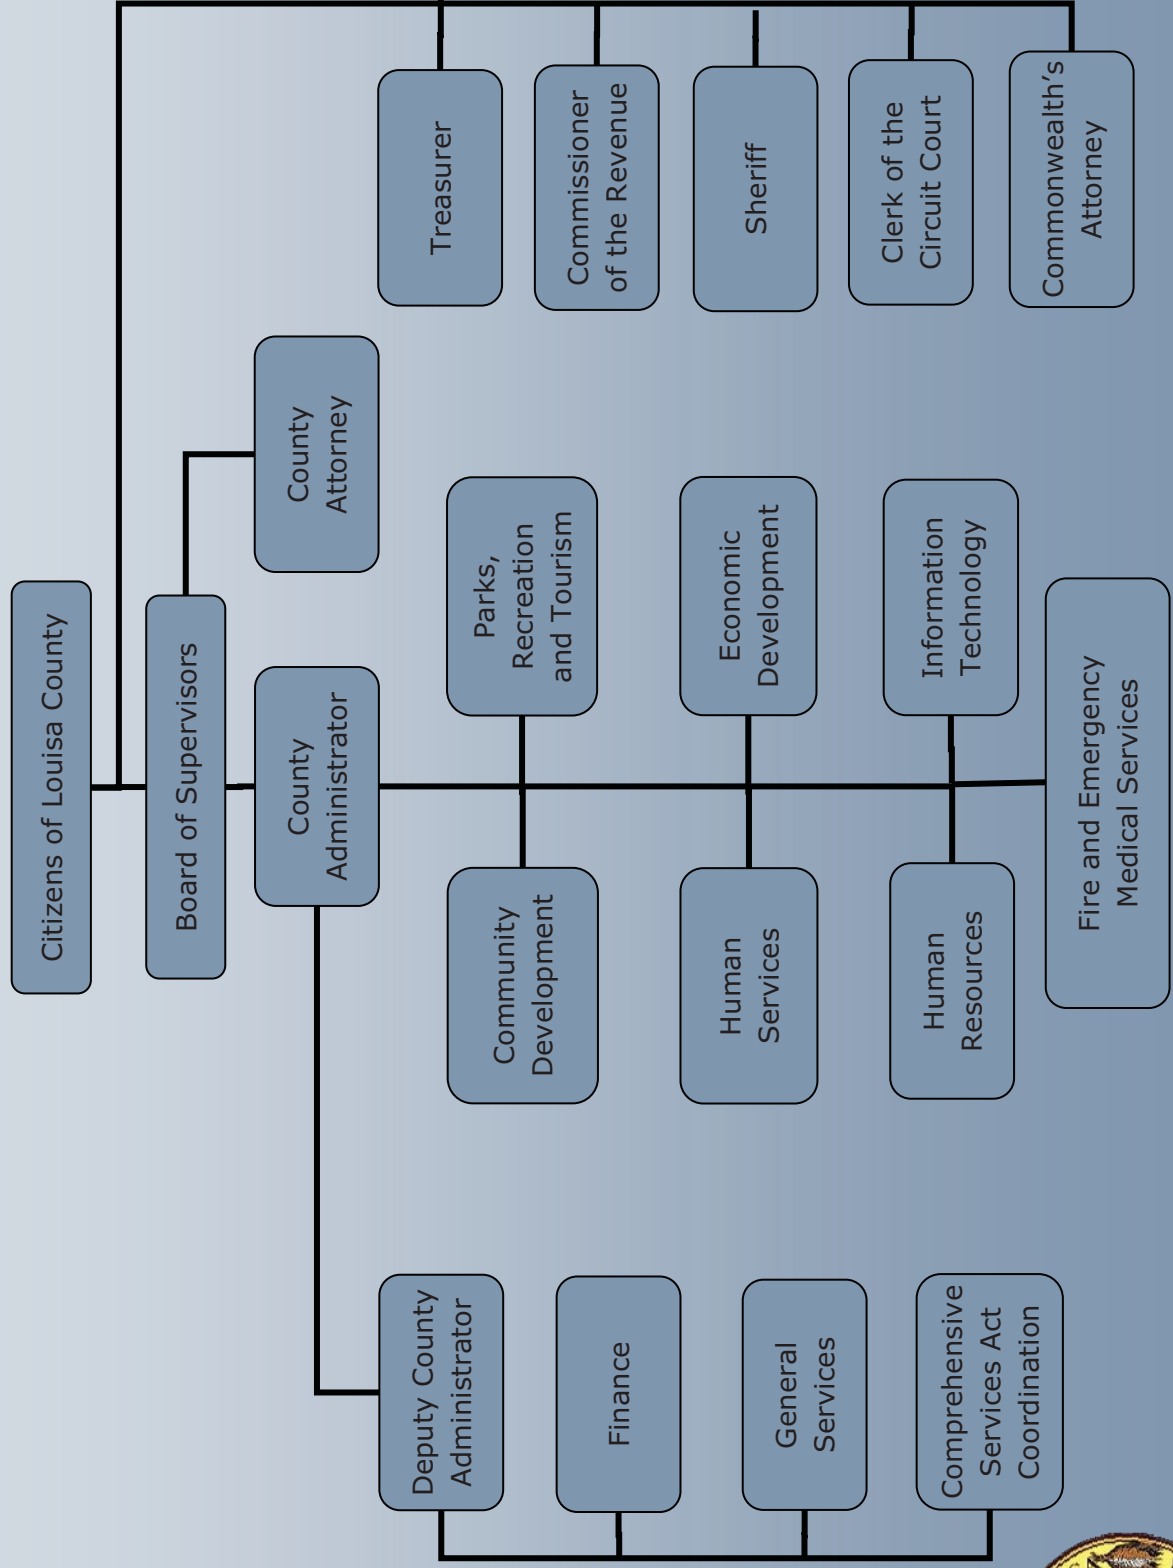 Citizens of Louisa County
Board of Supervisors
County
Administrator
County
Attorney
Deputy County
Administrator
Finance
General
Services
Comprehensive
Services Act
Coordination
Community
Development
Parks,
Recreation
and Tourism
Human
Services
Economic
Development
Human
Resources
Information
Technology
Fire and Emergency
Medical Services
Treasurer
Commissioner
of the Revenue
Sheriff
Clerk of the
Circuit Court
Commonwealth’s
Attorney